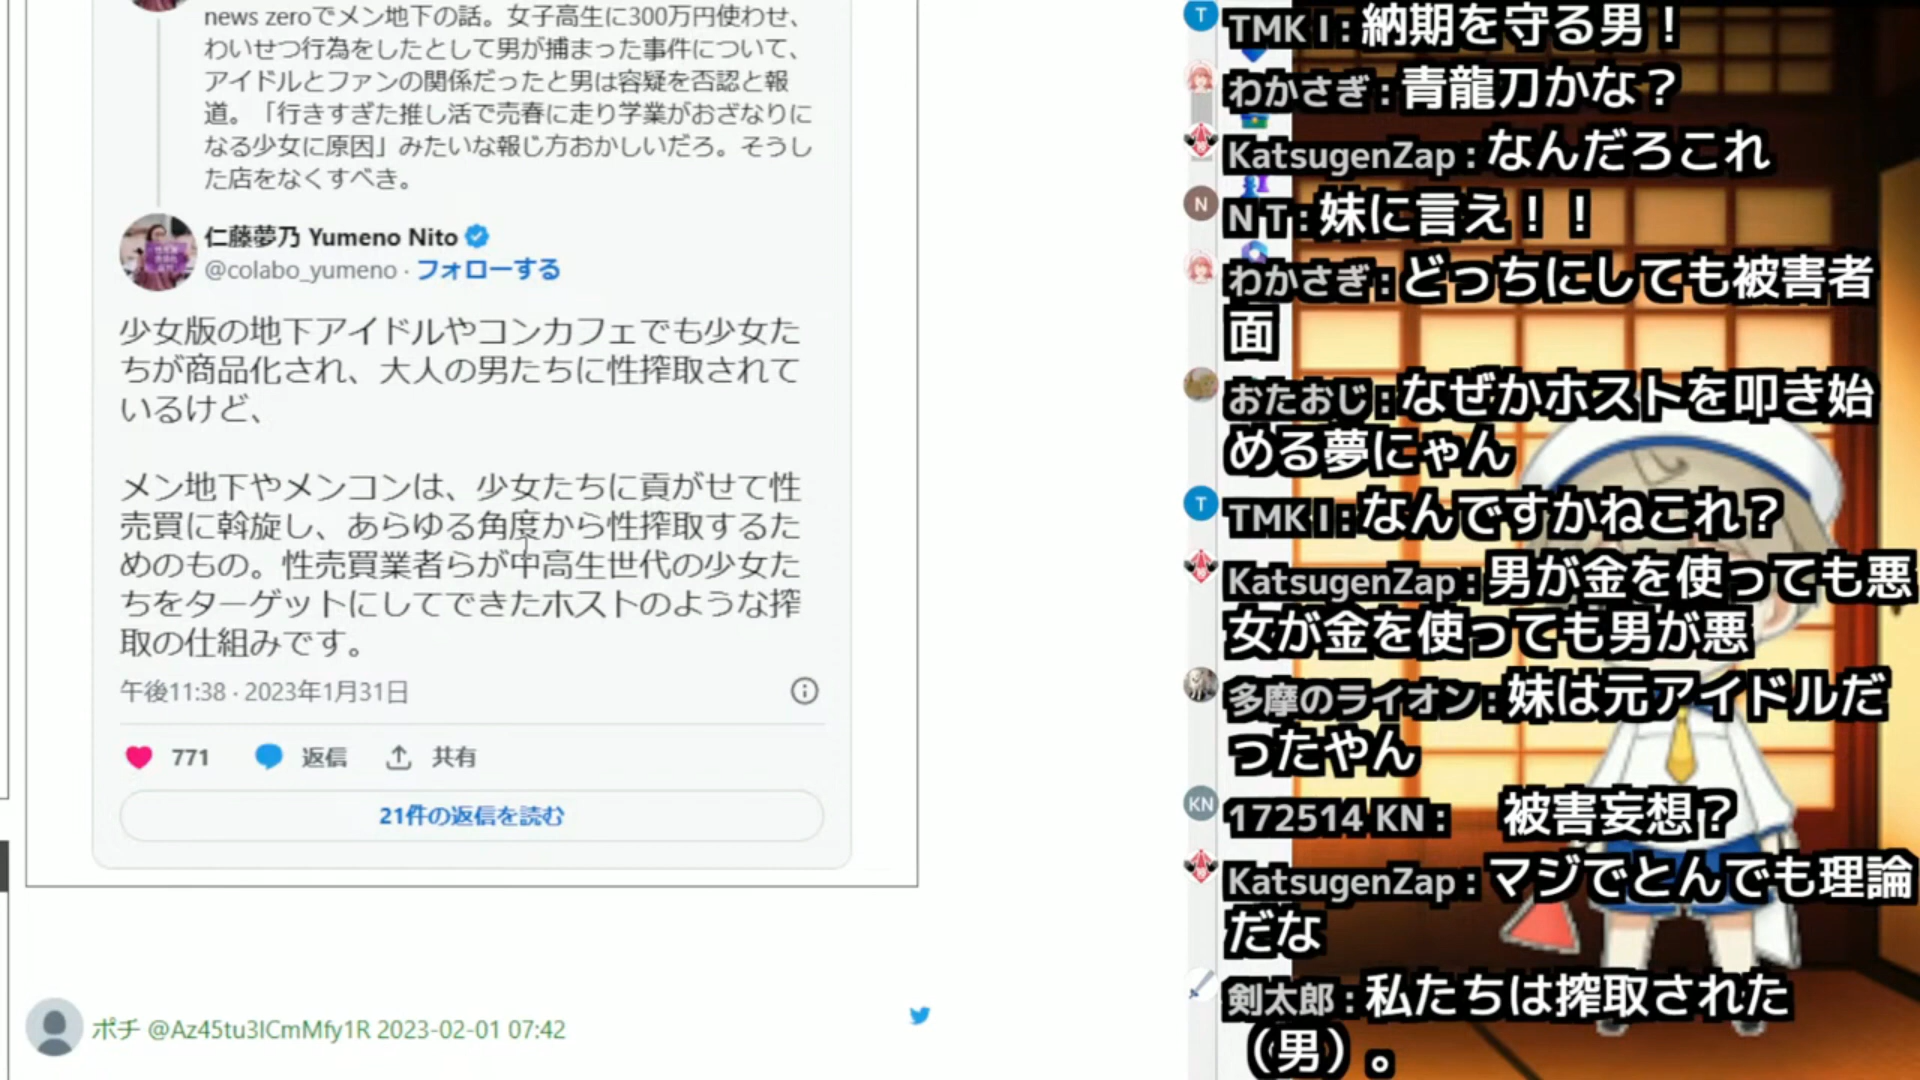 news zeroでメン地下の話。女子高生に300万円使わせ、
わいせつ行為をしたとして男が捕まった事件について、
アイドルとファンの関係だったと男は容疑を否認と報
道。「行きすぎた推し活で売春に走り学業がおざなりに
なる少女に原因」みたいな報じ方おかしいだろ。そうし
た店をなくすべき。
仁藤夢乃 Yumeno Nito
@colabo_yumeno · フォローする
少女版の地下アイドルやコンカフェでも少女た
ちが商品化され、大人の男たちに性搾取されて
いるけど、
メン地下やメンコンは、少女たちに貢がせて性
売買に斡旋し、あらゆる角度から性搾取するた
めのもの。性売買業者らが中高生世代の少女た
ちをターゲットにしてできたホストのような搾
取の仕組みです。
午後11:38 · 2023年1月31日
771 返信 共有
21件の返信を読む
ポチ @Az45tu3lCmMfy1R 2023-02-01 07:42
T TMK I : 納期を守る男！
わかさぎ : 青龍刀かな？
KatsugenZap : なんだろこれ
N N T : 妹に言え！！
わかさぎ : どっちにしても被害者
面
おたおじ : なぜかホストを叩き始
める夢にゃん
T TMK I : なんですかねこれ？
KatsugenZap : 男が金を使っても悪
女が金を使っても男が悪
多摩のライオン : 妹は元アイドルだ
ったやん
KN 172514 KN : 被害妄想？
KatsugenZap : マジでとんでも理論
だな
剣太郎 : 私たちは搾取された
（男）。